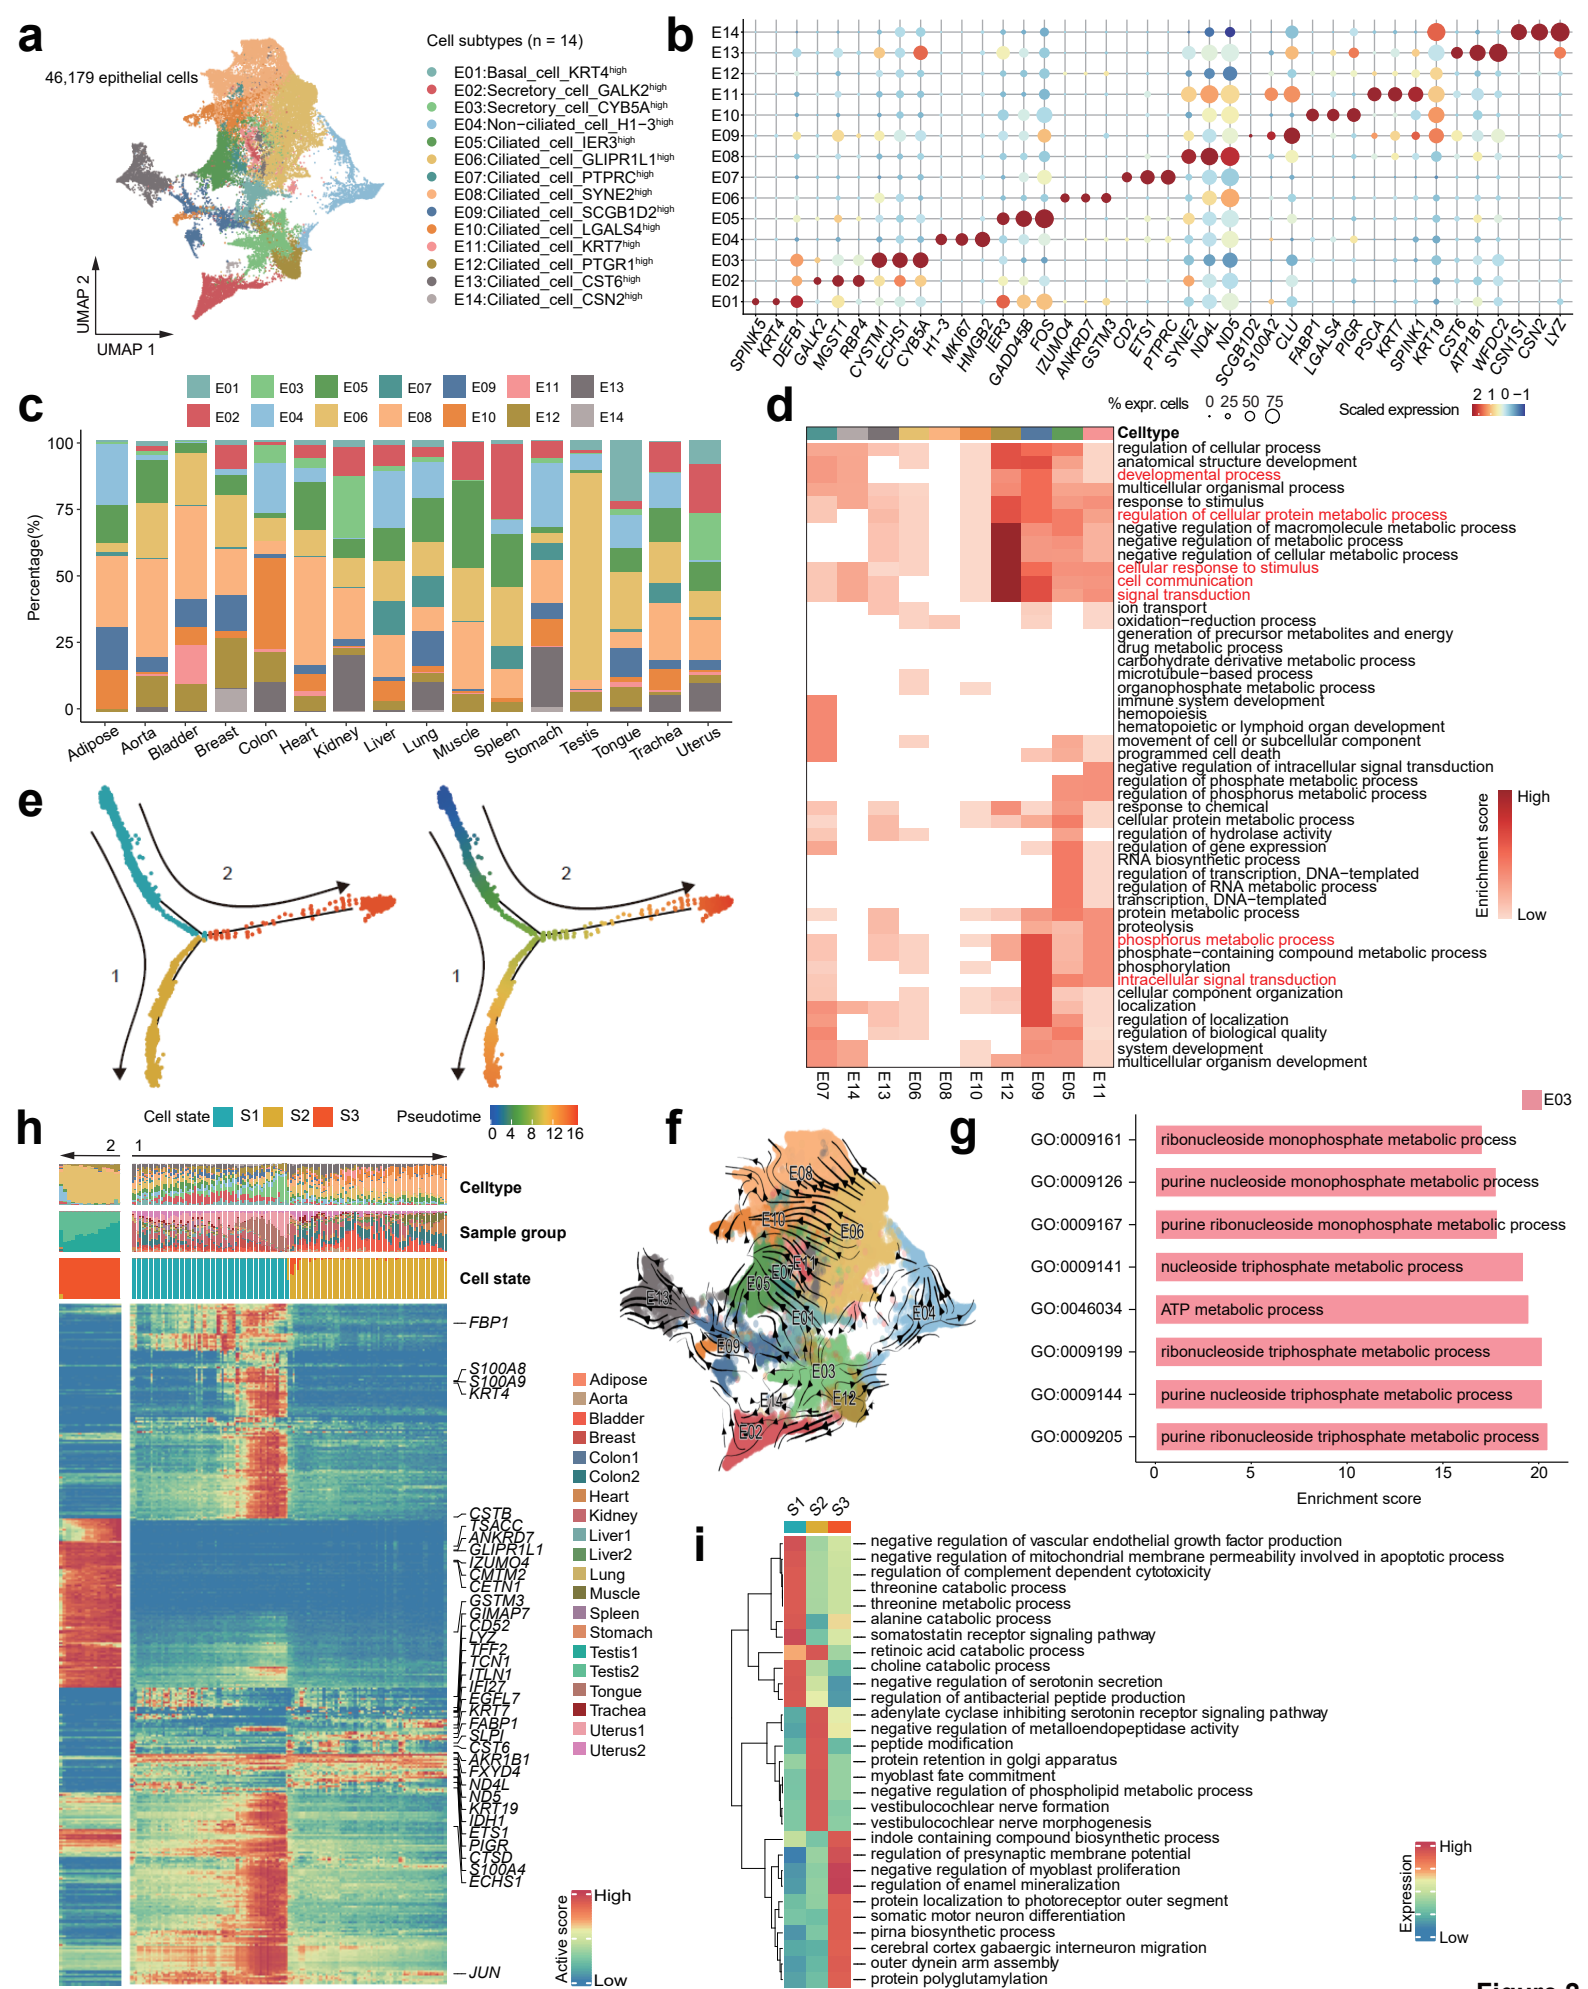 a
46,179 epithelial cells
UMAP 2
UMAP 1
Cell subtypes (n = 14)
E01:Basal_cell_KRT4high
E02:Secretory_cell_GALK2high
E03:Secretory_cell_CYB5Ahigh
E04:Non−ciliated_cell_H1−3high
E05:Ciliated_cell_IER3high
E06:Ciliated_cell_GLIPR1L1high
E07:Ciliated_cell_PTPRChigh
E08:Ciliated_cell_SYNE2high
E09:Ciliated_cell_SCGB1D2high
E10:Ciliated_cell_LGALS4high
E11:Ciliated_cell_KRT7high
E12:Ciliated_cell_PTGR1high
E13:Ciliated_cell_CST6high
E14:Ciliated_cell_CSN2high
b
E14
E13
E12
E11
E10
E09
E08
E07
E06
E05
E04
E03
E02
E01
SPINK5 KRT4 DEFB1 GALK2 MGST1 RBP4 CYSTM1 ECHS1 CYB5A H1−3 MKI67 HMGB2 IER3 GADD45B FOS IZUMO4 ANKRD7 GSTM3 CD2 ETS1 PTPRC SYNE2 ND4L ND5 SCGB1D2 S100A2 CLU FABP1 LGALS4 PIGR PSCA KRT7 SPINK1 KRT19 CST6 ATP1B1 WFDC2 CSN1S1 CSN2 LYZ
% expr. cells 0 25 50 75
Scaled expression 2 1 0 −1
c
E01 E03 E05 E07 E09 E11 E13
E02 E04 E06 E08 E10 E12 E14
Percentage(%)
100
75
50
25
0
Adipose Aorta Bladder Breast Colon Heart Kidney Liver Lung Muscle Spleen Stomach Testis Tongue Trachea Uterus
d
Celltype
regulation of cellular process
anatomical structure development
developmental process
multicellular organismal process
response to stimulus
regulation of cellular protein metabolic process
negative regulation of macromolecule metabolic process
negative regulation of metabolic process
negative regulation of cellular metabolic process
cellular response to stimulus
cell communication
signal transduction
ion transport
oxidation−reduction process
generation of precursor metabolites and energy
drug metabolic process
carbohydrate derivative metabolic process
microtubule−based process
organophosphate metabolic process
immune system development
hemopoiesis
hematopoietic or lymphoid organ development
movement of cell or subcellular component
programmed cell death
negative regulation of intracellular signal transduction
regulation of phosphate metabolic process
regulation of phosphorus metabolic process
response to chemical
cellular protein metabolic process
regulation of hydrolase activity
regulation of gene expression
RNA biosynthetic process
regulation of transcription, DNA−templated
regulation of RNA metabolic process
transcription, DNA−templated
protein metabolic process
proteolysis
phosphorus metabolic process
phosphate−containing compound metabolic process
phosphorylation
intracellular signal transduction
cellular component organization
localization
regulation of localization
regulation of biological quality
system development
multicellular organism development
E07 E14 E13 E06 E08 E10 E12 E09 E05 E11
Enrichment score
High
Low
e
2
1
2
1
Cell state S1 S2 S3
Pseudotime
0 4 8 12 16
h
2 1
Celltype
Sample group
Cell state
FBP1
S100A8
S100A9
KRT4
CSTB
TSACC
ANKRD7
GLIPR1L1
IZUMO4
CMTM2
CETN1
GSTM3
GIMAP7
CD52
LYZ
TFF2
TCN1
ITLN1
IFI27
EGFL7
KRT7
FABP1
SLPI
CST6
AKR1B1
FXYD4
ND4L
ND5
KRT19
IDH1
ETS1
PIGR
CTSD
S100A4
ECHS1
JUN
Active score
High
Low
Adipose
Aorta
Bladder
Breast
Colon1
Colon2
Heart
Kidney
Liver1
Liver2
Lung
Muscle
Spleen
Stomach
Testis1
Testis2
Tongue
Trachea
Uterus1
Uterus2
f
E08
E10
E06
E11
E07
E05
E13
E01
E04
E09
E03
E14
E12
E02
g
E03
GO:0009161 ribonucleoside monophosphate metabolic process
GO:0009126 purine nucleoside monophosphate metabolic process
GO:0009167 purine ribonucleoside monophosphate metabolic process
GO:0009141 nucleoside triphosphate metabolic process
GO:0046034 ATP metabolic process
GO:0009199 ribonucleoside triphosphate metabolic process
GO:0009144 purine nucleoside triphosphate metabolic process
GO:0009205 purine ribonucleoside triphosphate metabolic process
0 5 10 15 20
Enrichment score
i
S1 S2 S3
negative regulation of vascular endothelial growth factor production
negative regulation of mitochondrial membrane permeability involved in apoptotic process
regulation of complement dependent cytotoxicity
threonine catabolic process
threonine metabolic process
alanine catabolic process
somatostatin receptor signaling pathway
retinoic acid catabolic process
choline catabolic process
negative regulation of serotonin secretion
regulation of antibacterial peptide production
adenylate cyclase inhibiting serotonin receptor signaling pathway
negative regulation of metalloendopeptidase activity
peptide modification
protein retention in golgi apparatus
myoblast fate commitment
negative regulation of phospholipid metabolic process
vestibulocochlear nerve formation
vestibulocochlear nerve morphogenesis
indole containing compound biosynthetic process
regulation of presynaptic membrane potential
negative regulation of myoblast proliferation
regulation of enamel mineralization
protein localization to photoreceptor outer segment
somatic motor neuron differentiation
pirna biosynthetic process
cerebral cortex gabaergic interneuron migration
outer dynein arm assembly
protein polyglutamylation
Expression
High
Low